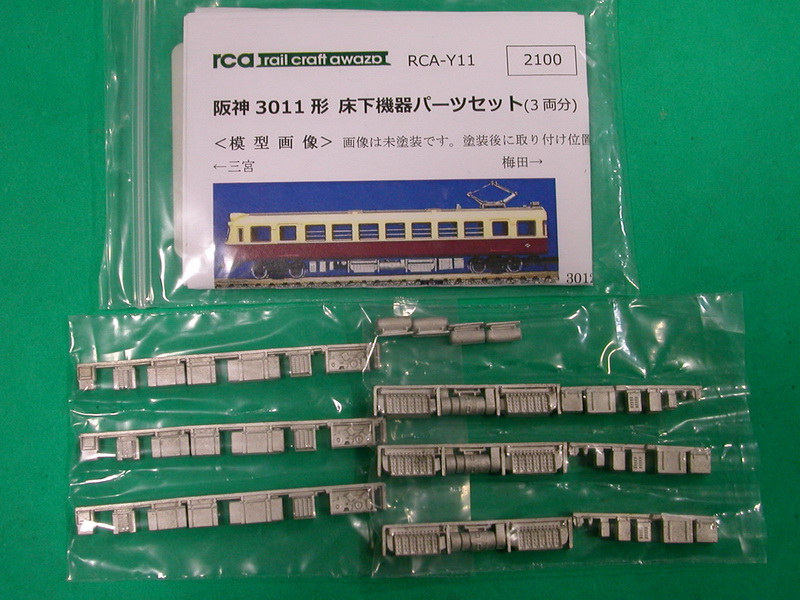 rca rail craft awaza RCA-Y11 2100
阪神 3011 形 床下機器パーツセット(3 両分)
＜模 型 画 像＞ 画像は未塗装です。塗装後に取り付け位置
←三宮 梅田→
301